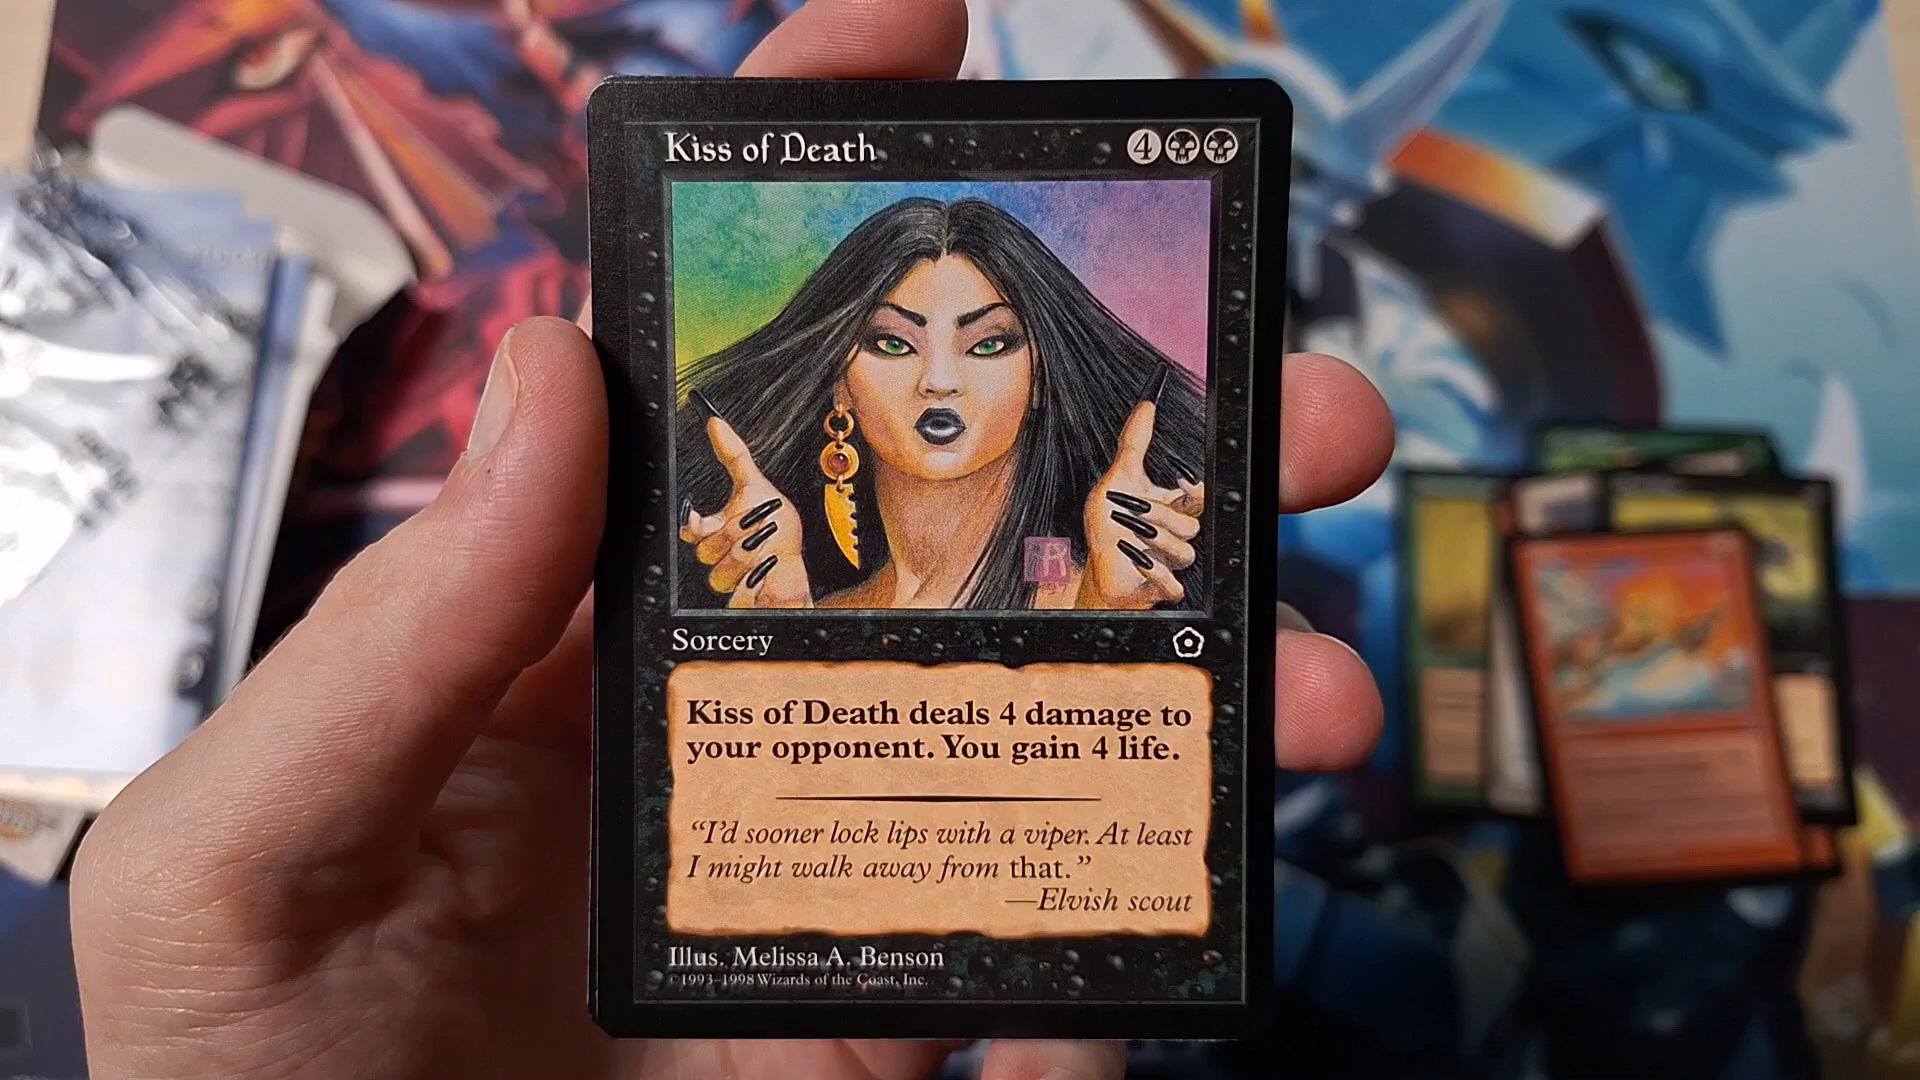 Kiss of Death 4
Sorcery
Kiss of Death deals 4 damage to
your opponent. You gain 4 life.
“I’d sooner lock lips with a viper. At least
I might walk away from that.”
—Elvish scout
Illus. Melissa A. Benson
©1993–1998 Wizards of the Coast, Inc.